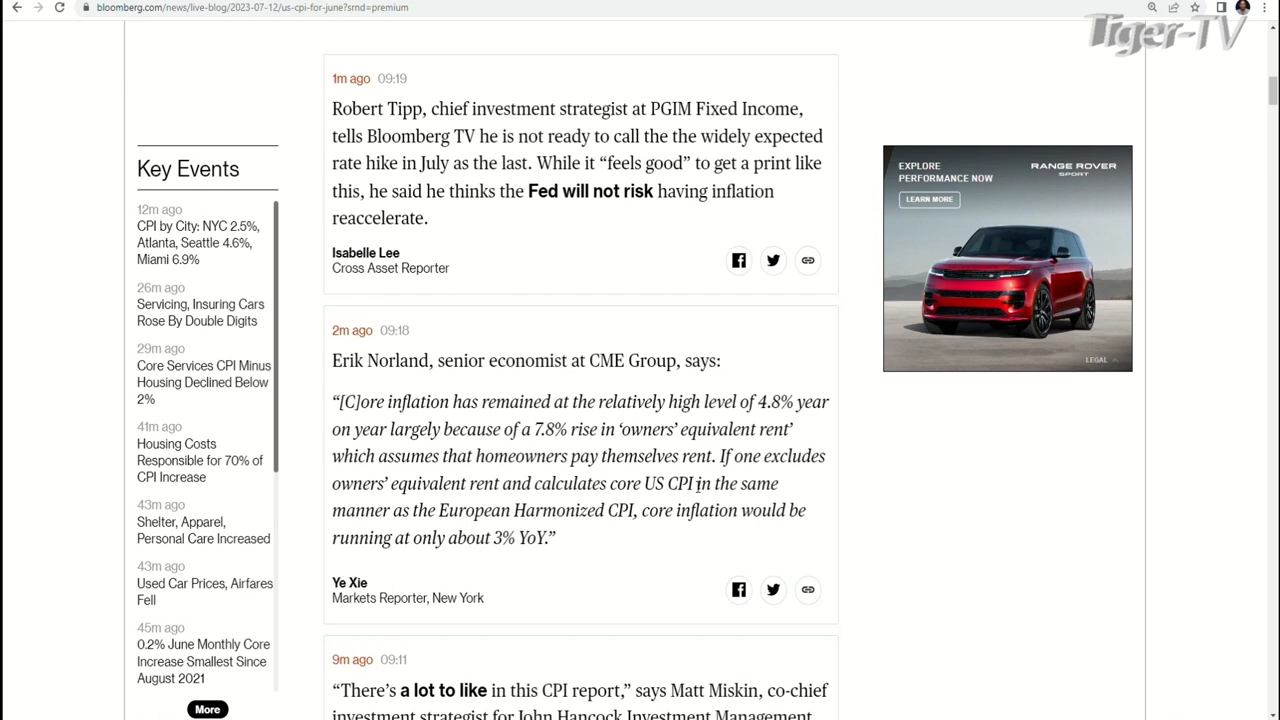 bloomberg.com/news/live-blog/2023-07-12/us-cpi-for-june?srnd=premium
Tiger-TV
Key Events
12m ago
CPI by City: NYC 2.5%,
Atlanta, Seattle 4.6%,
Miami 6.9%
26m ago
Servicing, Insuring Cars
Rose By Double Digits
29m ago
Core Services CPI Minus
Housing Declined Below
2%
41m ago
Housing Costs
Responsible for 70% of
CPI Increase
43m ago
Shelter, Apparel,
Personal Care Increased
43m ago
Used Car Prices, Airfares
Fell
45m ago
0.2% June Monthly Core
Increase Smallest Since
August 2021
More
1m ago 09:19
Robert Tipp, chief investment strategist at PGIM Fixed Income,
tells Bloomberg TV he is not ready to call the the widely expected
rate hike in July as the last. While it “feels good” to get a print like
this, he said he thinks the Fed will not risk having inflation
reaccelerate.
Isabelle Lee
Cross Asset Reporter
2m ago 09:18
Erik Norland, senior economist at CME Group, says:
“[C]ore inflation has remained at the relatively high level of 4.8% year
on year largely because of a 7.8% rise in ‘owners’ equivalent rent’
which assumes that homeowners pay themselves rent. If one excludes
owners’ equivalent rent and calculates core US CPI in the same
manner as the European Harmonized CPI, core inflation would be
running at only about 3% YoY.”
Ye Xie
Markets Reporter, New York
9m ago 09:11
“There’s a lot to like in this CPI report,” says Matt Miskin, co-chief
investment strategist for John Hancock Investment Management
EXPLORE
PERFORMANCE NOW
LEARN MORE
RANGE ROVER
SPORT
LEGAL